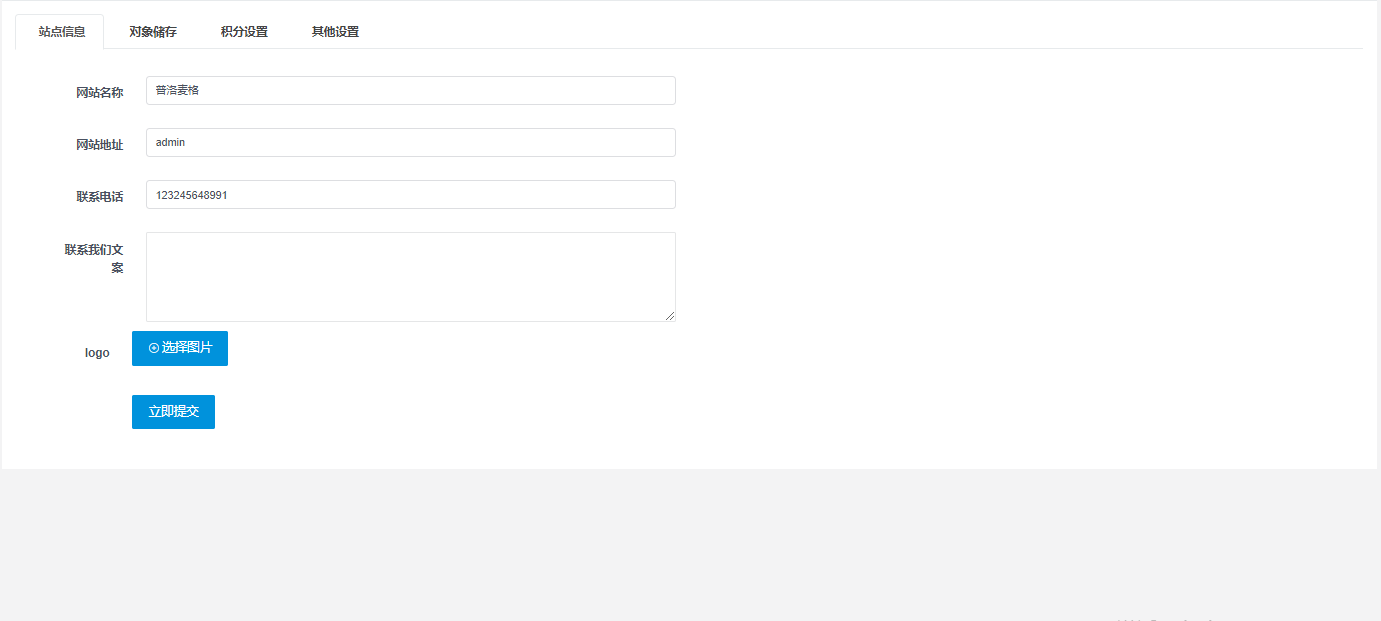 站点信息 对象储存 积分设置 其他设置
网站名称 普洛麦格
网站地址 admin
联系电话 123245648991
联系我们文
案
logo 选择图片
立即提交